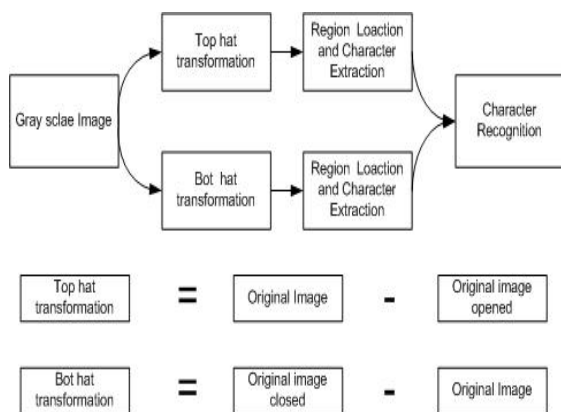 Top hat
transformation
Region Loaction
and Character
Extraction
Gray sclae Image
Character
Recognition
Bot hat
transformation
Region Loaction
and Character
Extraction
Top hat
transformation
=
Original Image
-
Original image
opened
Bot hat
transformation
=
Original image
closed
-
Original Image